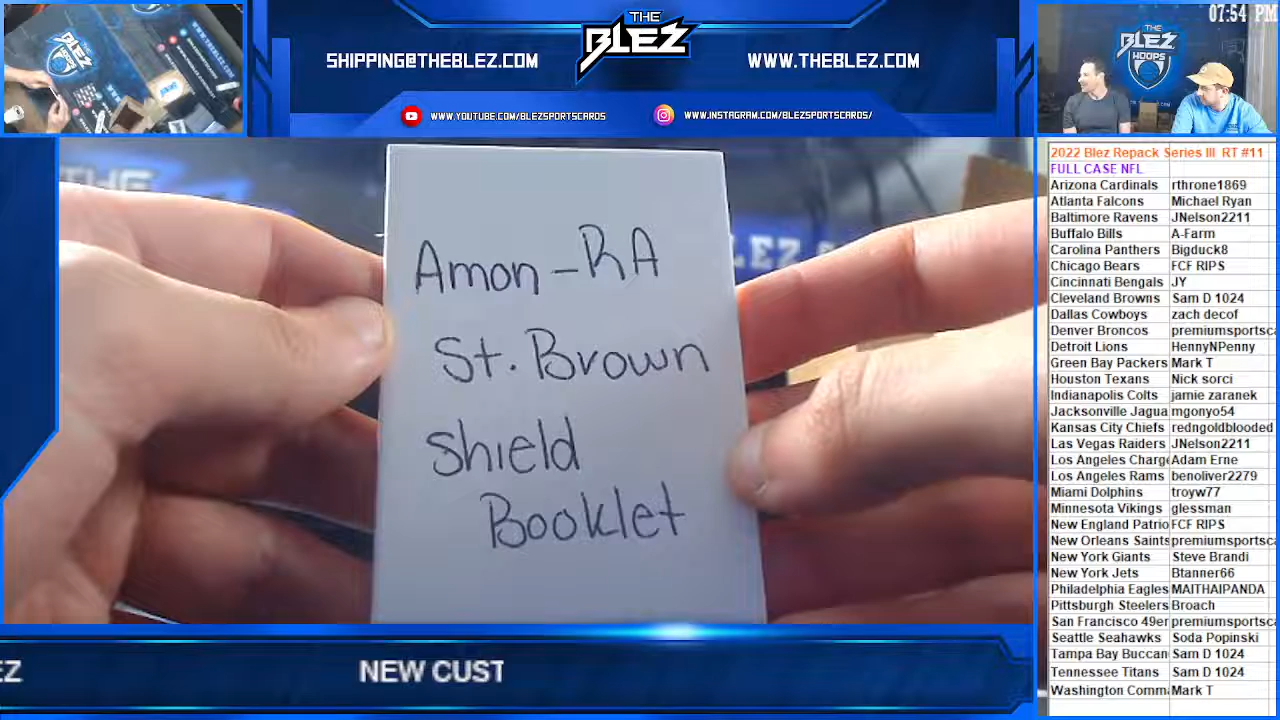 07:54 PM
THE
BLEZ
SHIPPING@THEBLEZ.COM
WWW.THEBLEZ.COM
WWW.YOUTUBE.COM/BLEZSPORTSCARDS
WWW.INSTAGRAM.COM/BLEZSPORTSCARDS/
THE
BLEZ
HOOPS
Amon-RA
St. Brown
Shield
Booklet
2022 Blez Repack Series III RT #11
FULL CASE NFL
Arizona Cardinals rthrone1869
Atlanta Falcons Michael Ryan
Baltimore Ravens JNelson2211
Buffalo Bills A-Farm
Carolina Panthers Bigduck8
Chicago Bears FCF RIPS
Cincinnati Bengals JY
Cleveland Browns Sam D 1024
Dallas Cowboys zach decof
Denver Broncos premiumsportsca
Detroit Lions HennyNPenny
Green Bay Packers Mark T
Houston Texans Nick sorci
Indianapolis Colts jamie zaranek
Jacksonville Jagua mgonyo54
Kansas City Chiefs redngoldblooded
Las Vegas Raiders JNelson2211
Los Angeles Charge Adam Erne
Los Angeles Rams benoliver2279
Miami Dolphins troyw77
Minnesota Vikings glessman
New England Patrio FCF RIPS
New Orleans Saints premiumsportsca
New York Giants Steve Brandi
New York Jets Btanner66
Philadelphia Eagles MAITHAIPANDA
Pittsburgh Steelers Broach
San Francisco 49er premiumsportsca
Seattle Seahawks Soda Popinski
Tampa Bay Buccan Sam D 1024
Tennessee Titans Sam D 1024
Washington Comma Mark T
EZ
NEW CUST